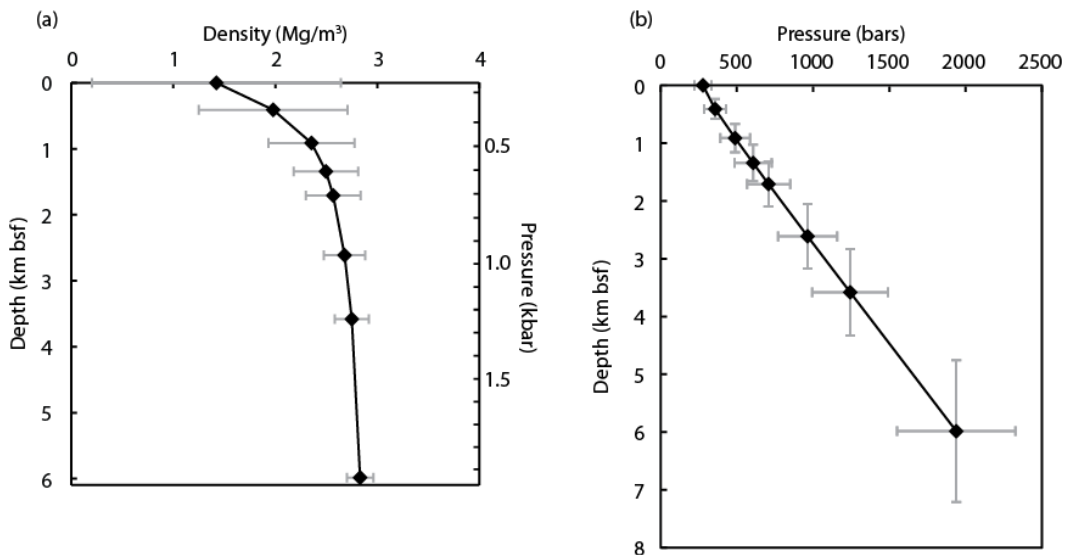 (a)
Density (Mg/m³)
0 1 2 3 4
0
1
2
3
4
5
6
Depth (km bsf)
0.5
1.0
1.5
Pressure (kbar)
(b)
Pressure (bars)
0 500 1000 1500 2000 2500
0
1
2
3
4
5
6
7
8
Depth (km bsf)